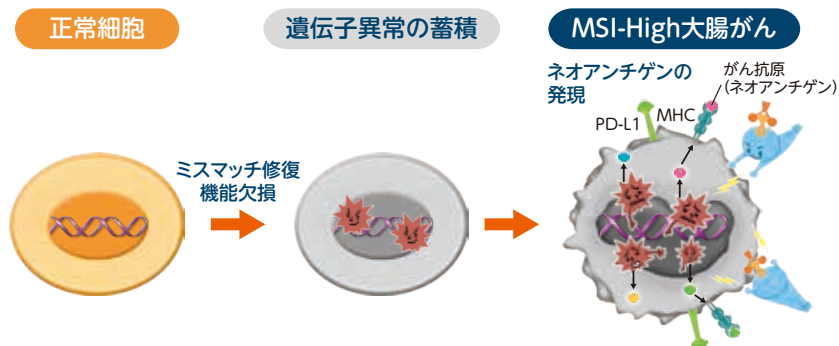 正常細胞
遺伝子異常の蓄積
MSI-High大腸がん
ミスマッチ修復
機能欠損
ネオアンチゲンの
発現
がん抗原
(ネオアンチゲン)
PD-L1
MHC